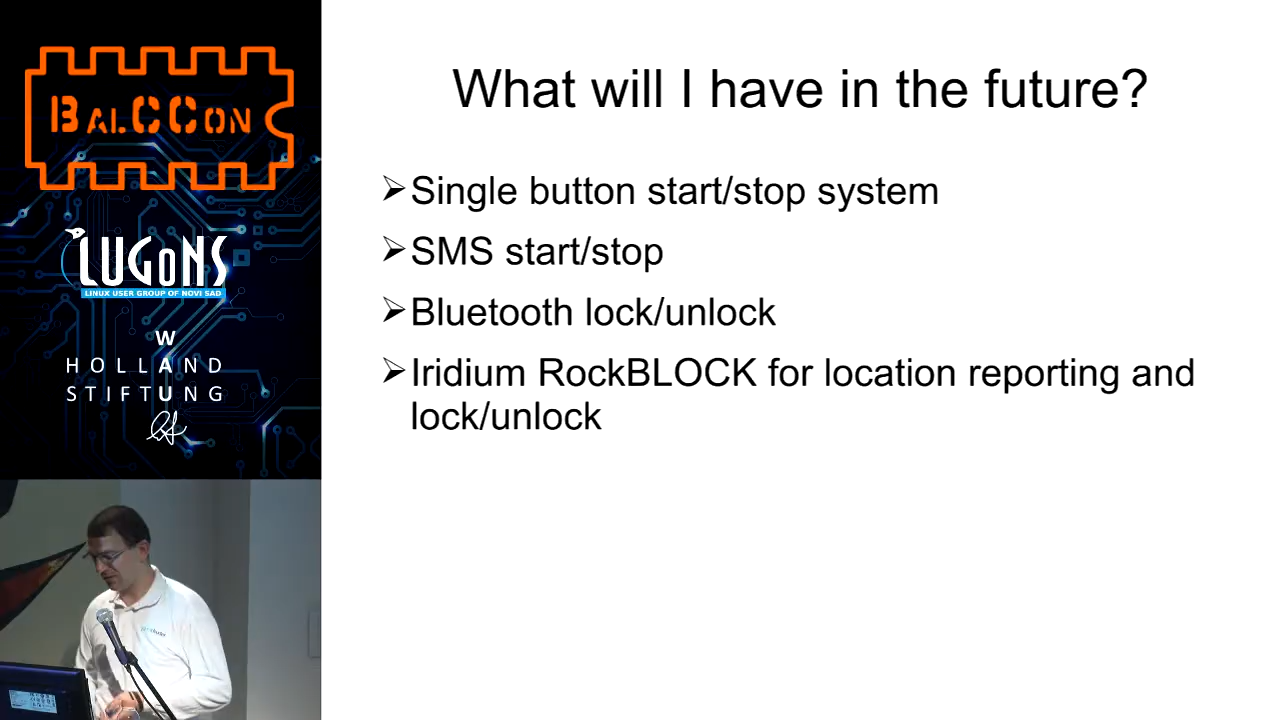 BALCCON
LUGoNS
LINUX USER GROUP OF NOVI SAD
W
HOLLAND
STIFTUNG
What will I have in the future?
➢Single button start/stop system
➢SMS start/stop
➢Bluetooth lock/unlock
➢Iridium RockBLOCK for location reporting and
lock/unlock